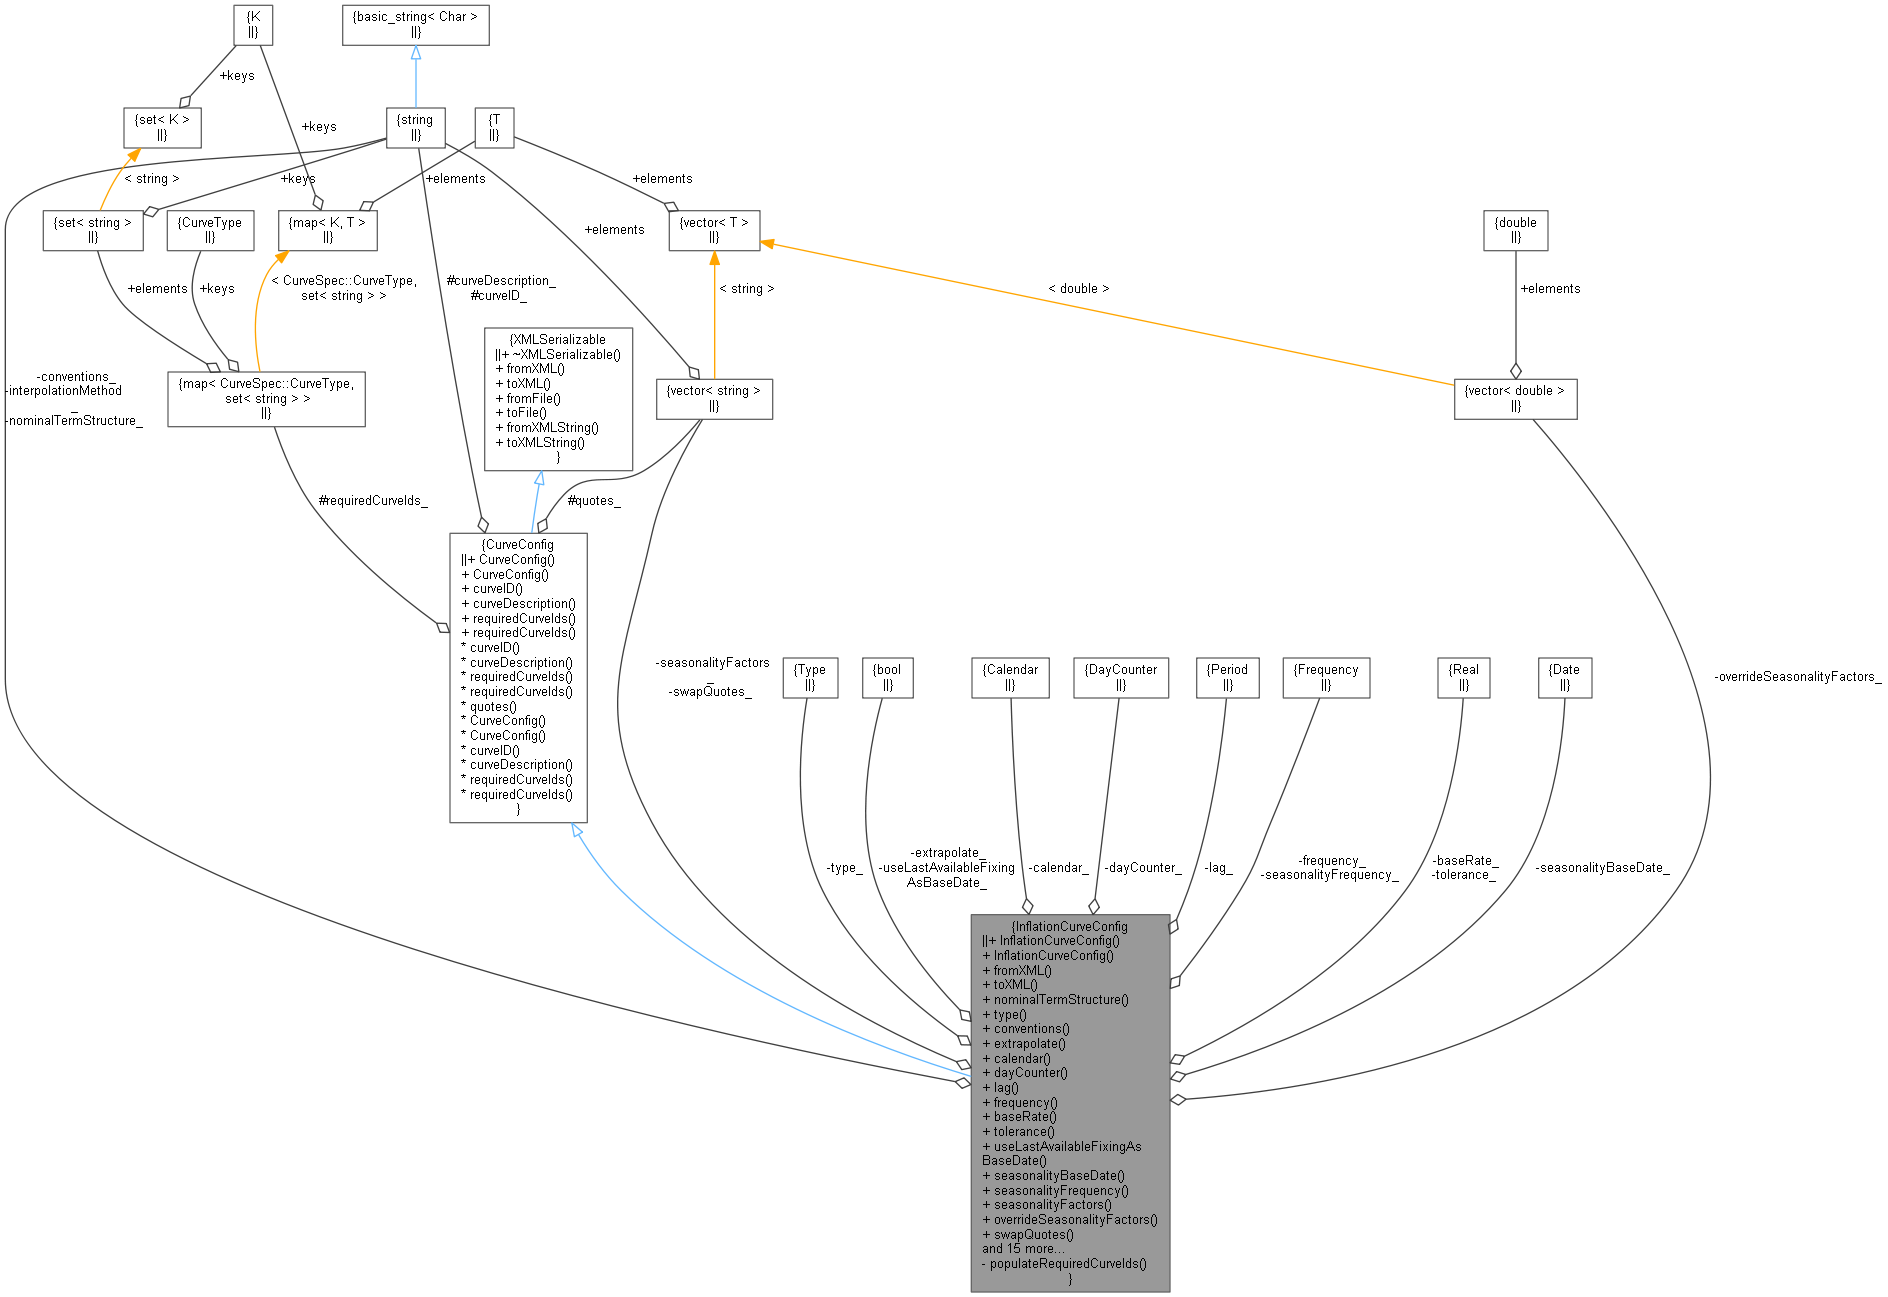 {K
||}
{basic_string< Char >
||}
+keys
{set< K >
||}
{string
||}
{T
||}
+keys
< string >
+keys
+elements
+elements
{set< string >
||}
{CurveType
||}
{map< K, T >
||}
+elements
{vector< T >
||}
{double
||}
+elements
+keys
< CurveSpec::CurveType,
set< string > >
#curveDescription_
#curveID_
< string >
< double >
+elements
{XMLSerializable
||+ ~XMLSerializable()
+ fromXML()
+ toXML()
+ fromFile()
+ toFile()
+ fromXMLString()
+ toXMLString()
}
-conventions_
-interpolationMethod
_
-nominalTermStructure_
{map< CurveSpec::CurveType,
set< string > >
||}
{vector< string >
||}
{vector< double >
||}
#requiredCurveIds_
#quotes_
{CurveConfig
||+ CurveConfig()
+ CurveConfig()
+ curveID()
+ curveDescription()
+ requiredCurveIds()
+ requiredCurveIds()
* curveID()
* curveDescription()
* requiredCurveIds()
* requiredCurveIds()
* quotes()
* CurveConfig()
* CurveConfig()
* curveID()
* curveDescription()
* requiredCurveIds()
* requiredCurveIds()
}
-seasonalityFactors
_
-swapQuotes_
{Type
||}
{bool
||}
{Calendar
||}
{DayCounter
||}
{Period
||}
{Frequency
||}
{Real
||}
{Date
||}
-overrideSeasonalityFactors_
-type_
-extrapolate_
-useLastAvailableFixing
AsBaseDate_
-calendar_
-dayCounter_
-lag_
-frequency_
-seasonalityFrequency_
-baseRate_
-tolerance_
-seasonalityBaseDate_
{InflationCurveConfig
||+ InflationCurveConfig()
+ InflationCurveConfig()
+ fromXML()
+ toXML()
+ nominalTermStructure()
+ type()
+ conventions()
+ extrapolate()
+ calendar()
+ dayCounter()
+ lag()
+ frequency()
+ baseRate()
+ tolerance()
+ useLastAvailableFixingAs
BaseDate()
+ seasonalityBaseDate()
+ seasonalityFrequency()
+ seasonalityFactors()
+ overrideSeasonalityFactors()
+ swapQuotes()
and 15 more...
- populateRequiredCurveIds()
}